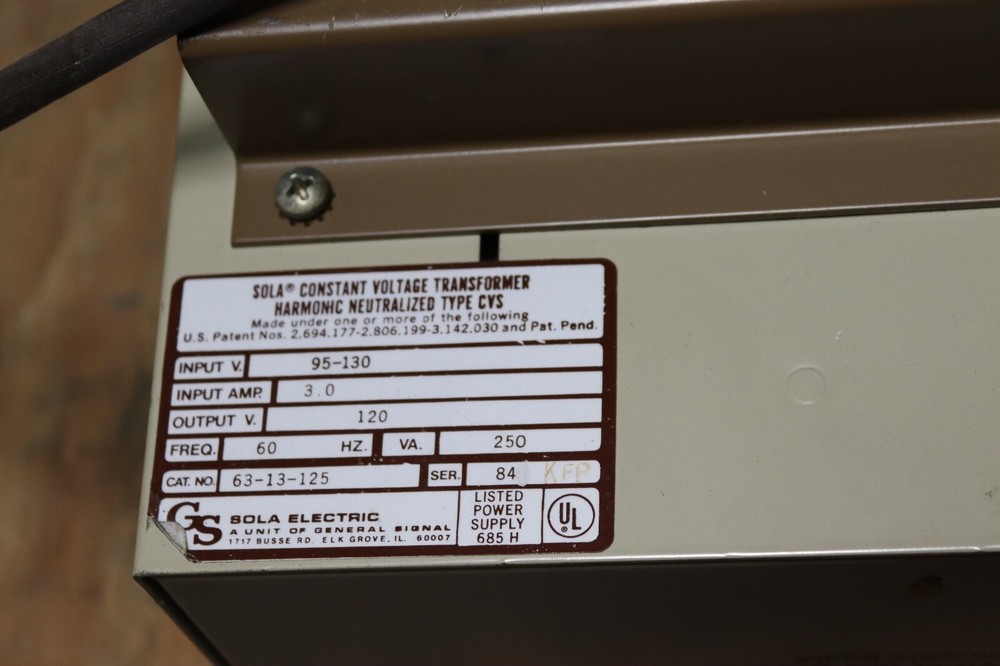 SOLA® CONSTANT VOLTAGE TRANSFORMER
HARMONIC NEUTRALIZED TYPE CVS
Made under one or more of the following
U.S. Patent Nos. 2,694,177-2,806,199-3,142,030 and Pat. Pend.
INPUT V. 95-130
INPUT AMP. 3.0
OUTPUT V. 120
FREQ. 60 HZ. VA. 250
CAT. NO. 63-13-125 SER. 84 KFP
GS SOLA ELECTRIC
A UNIT OF GENERAL SIGNAL
1717 BUSSE RD. ELK GROVE, IL. 60007
LISTED
POWER
SUPPLY
685 H
UL